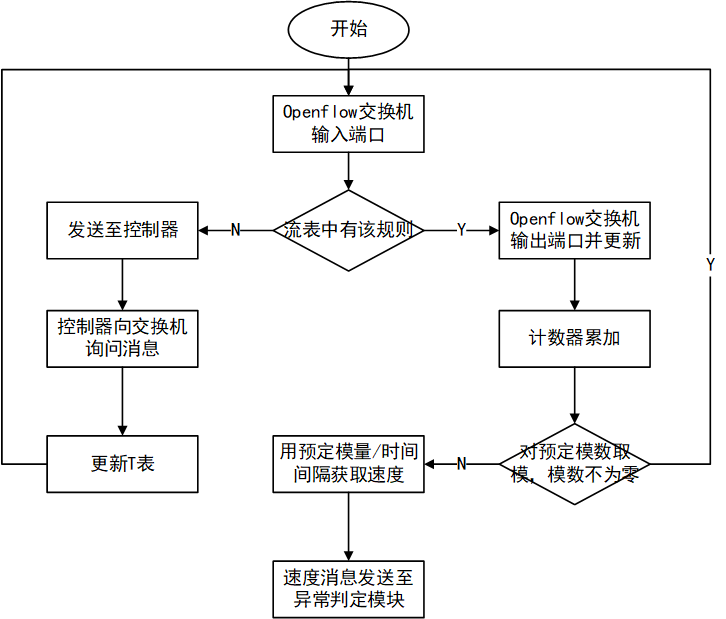 开始
Openflow交换机
输入端口
发送至控制器
N
流表中有该规则
Y
Openflow交换机
输出端口并更新
Y
控制器向交换机
询问消息
计数器累加
更新T表
用预定模量/时间
间隔获取速度
N
对预定模数取
模，模数不为零
速度消息发送至
异常判定模块